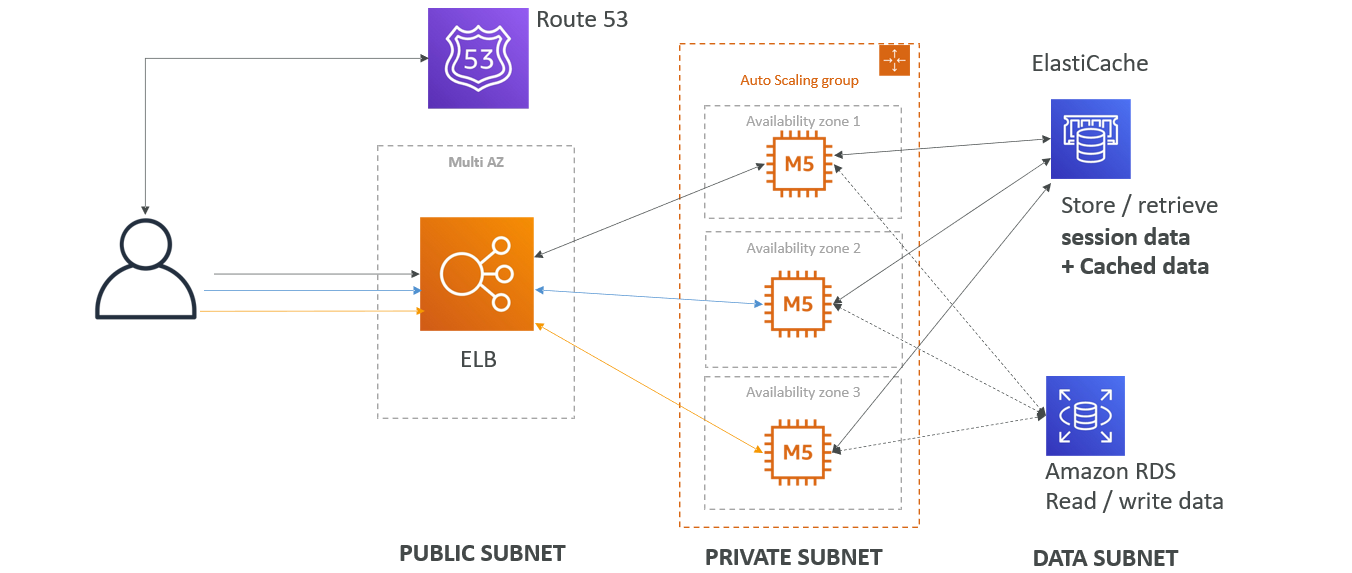 Route 53
53
ElastiCache
Auto Scaling group
Availability zone 1
M5
Multi AZ
Store / retrieve
session data
+ Cached data
Availability zone 2
M5
ELB
Availability zone 3
M5
Amazon RDS
Read / write data
PUBLIC SUBNET
PRIVATE SUBNET
DATA SUBNET